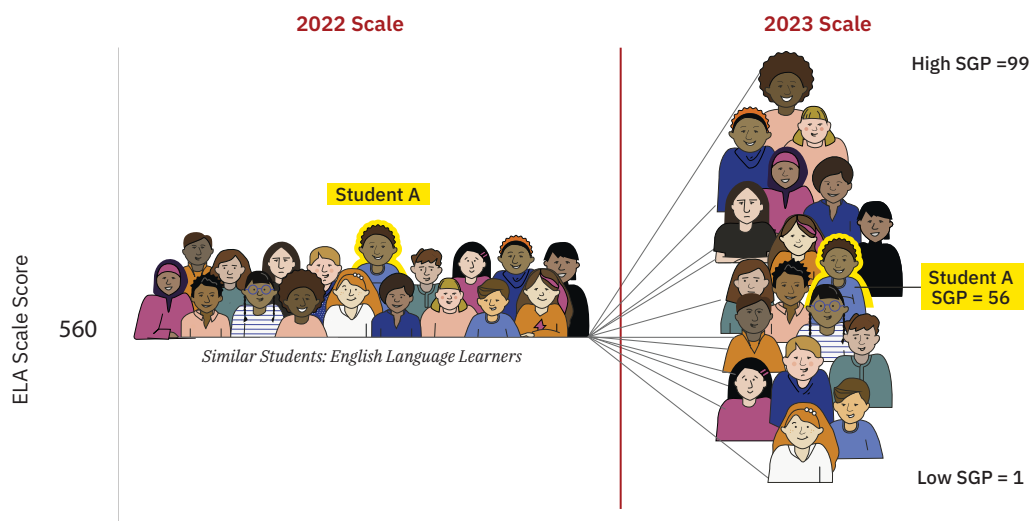 2022 Scale
2023 Scale
High SGP =99
Student A
ELA Scale Score
560
Student A
SGP = 56
Similar Students: English Language Learners
Low SGP = 1